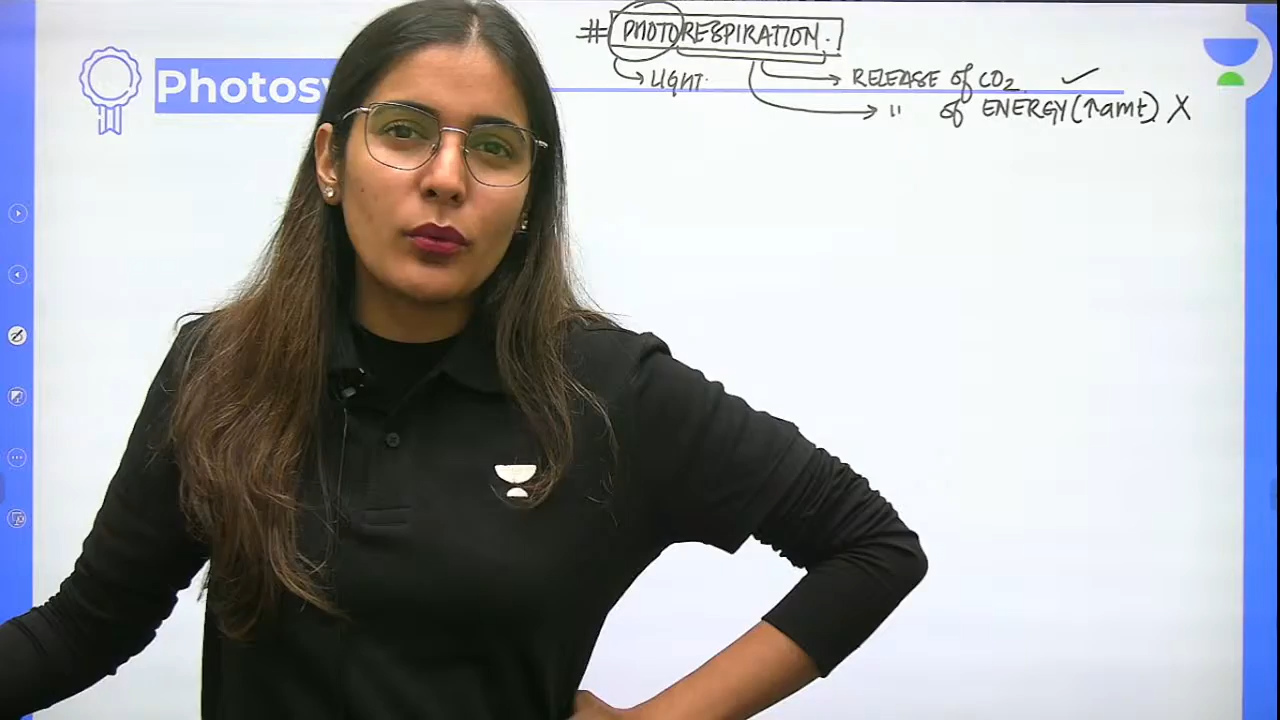 # PHOTORESPIRATION.
Photosy
LIGHT.
RELEASE of CO2 ✓
" of ENERGY (↑amt) X